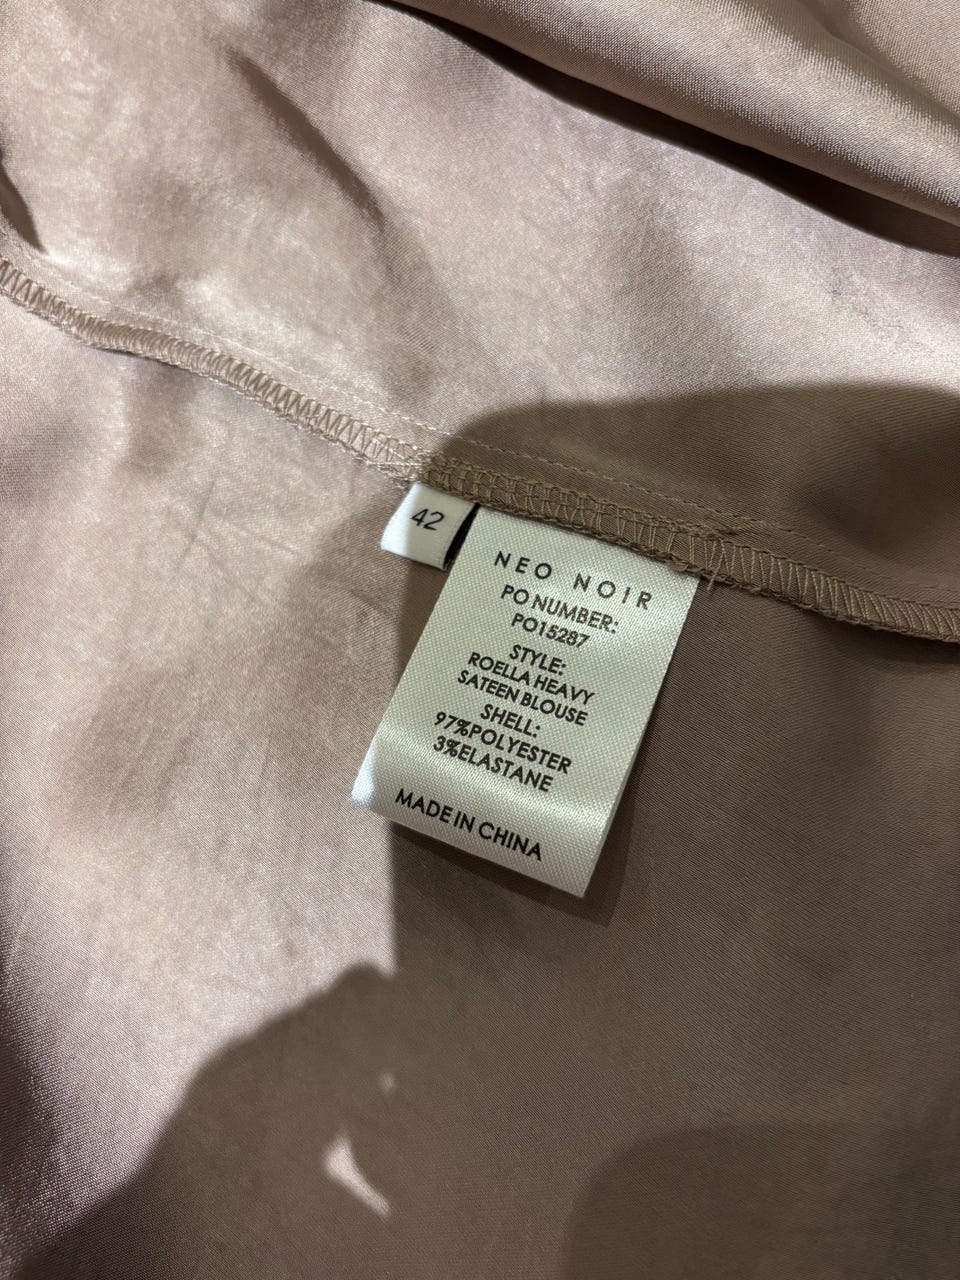 42
NEO NOIR
PO NUMBER:
PO15287
STYLE:
ROELLA HEAVY
SATEEN BLOUSE
SHELL:
97%POLYESTER
3%ELASTANE
MADE IN CHINA